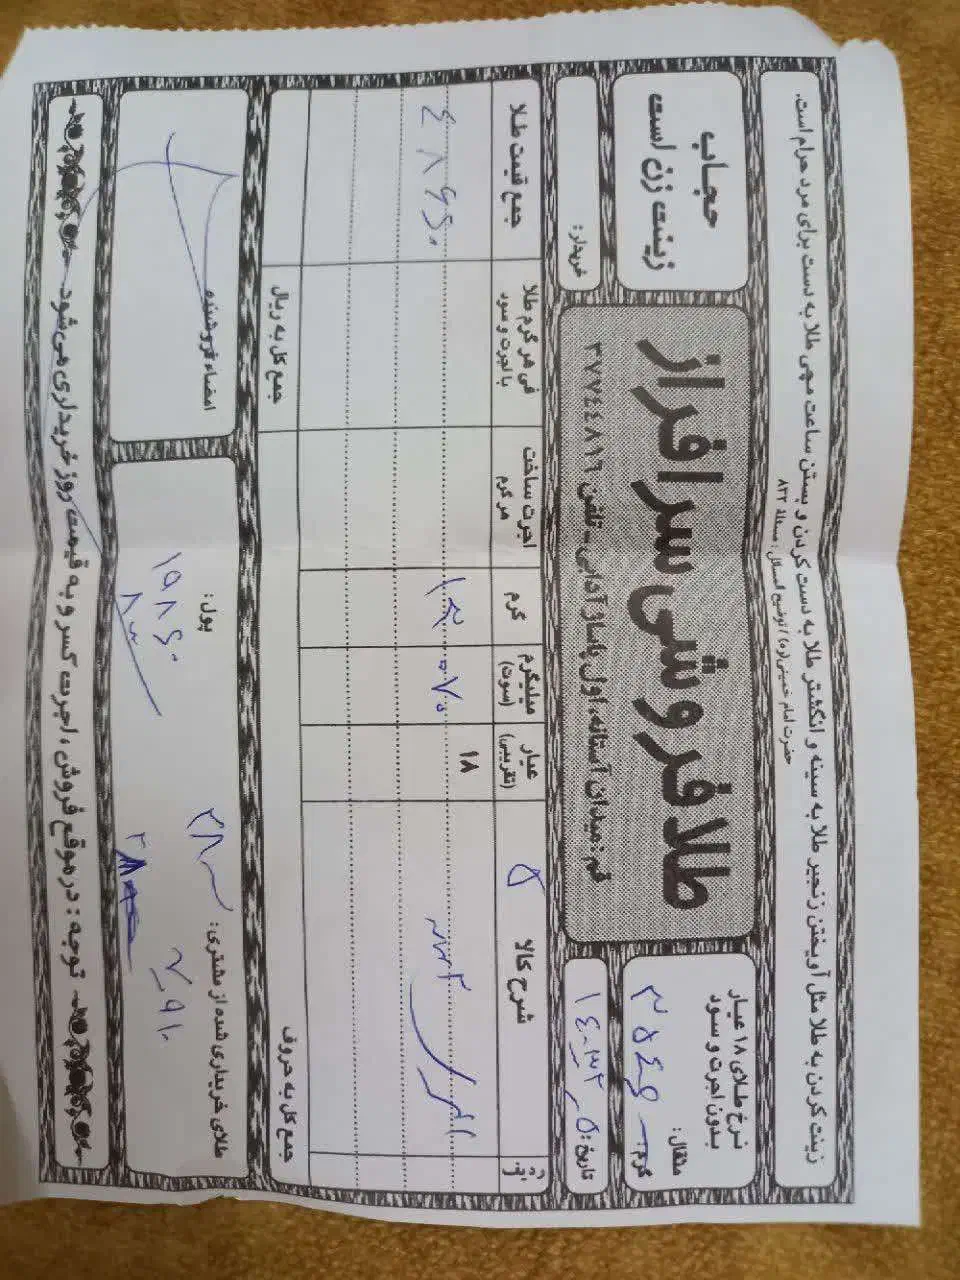 زینت کردن به طلا مثل آویختن زنجیر طلا به سینه و انگشتر طلا به دست کردن و بستن ساعت مچی طلا به دست برای مرد حرام است.
حضرت امام خمینی (ره) / توضیح المسائل : مسئلهٔ ۸۳۲
نرخ طلای ۱۸ عیار
بدون اجرت و سود
مثقال :
گرم
طلافروشی سرافراز
قم : میدان آستانه، اول پاساژ آدابی - تلفن ۳۷۷۴۴۸۱۶
حجاب
زینت زن است
تاریخ :
خریدار :
شرح کالا
عیار
(تقریبی)
میلیگرم
(سوت)
گرم
اجرت ساخت
هر گرم
فی هر گرم طلا
با اجرت و سود
جمع قیمت طلا
۱۸
۰۷۰
۱۳
جمع کل به حروف
جمع کل به ریال
طلای خریداری شده از مشتری :
پول :
امضاء فروشنده
توجه : در موقع فروش، اجرت کسر و به قیمت روز خریداری می‌شود